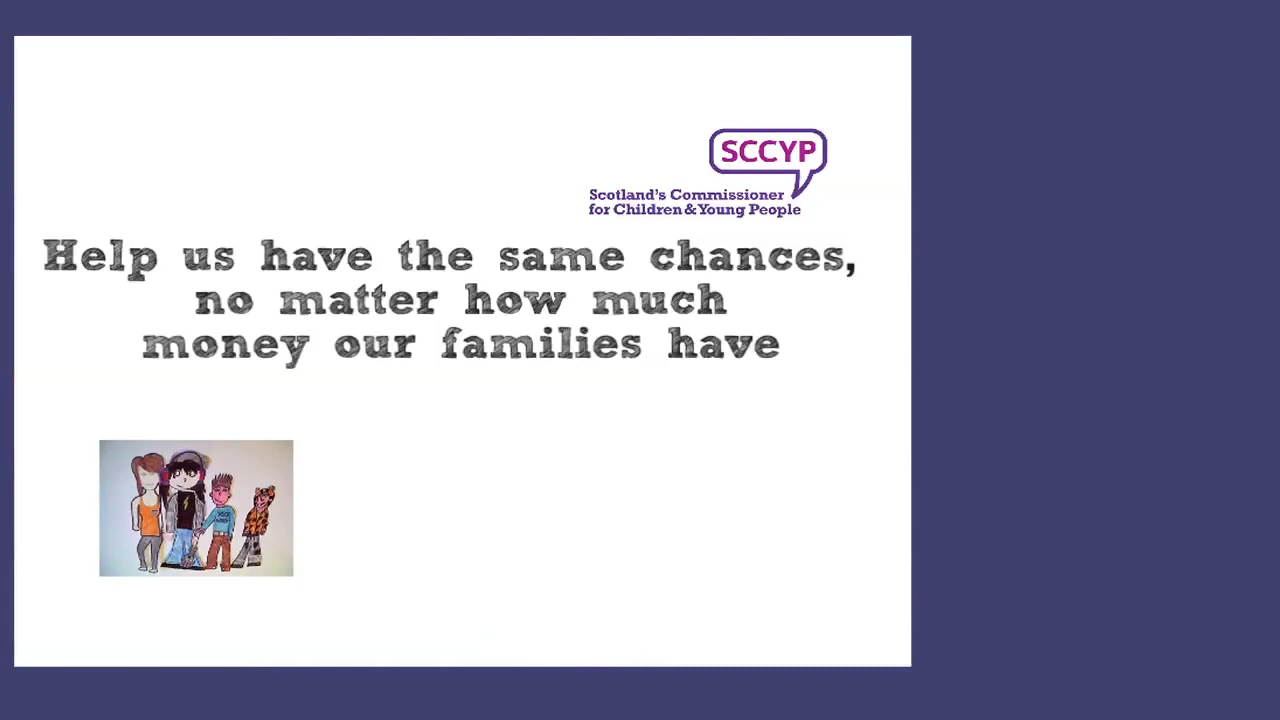 SCCYP
Scotland's Commissioner
for Children & Young People
Help us have the same chances,
no matter how much
money our families have